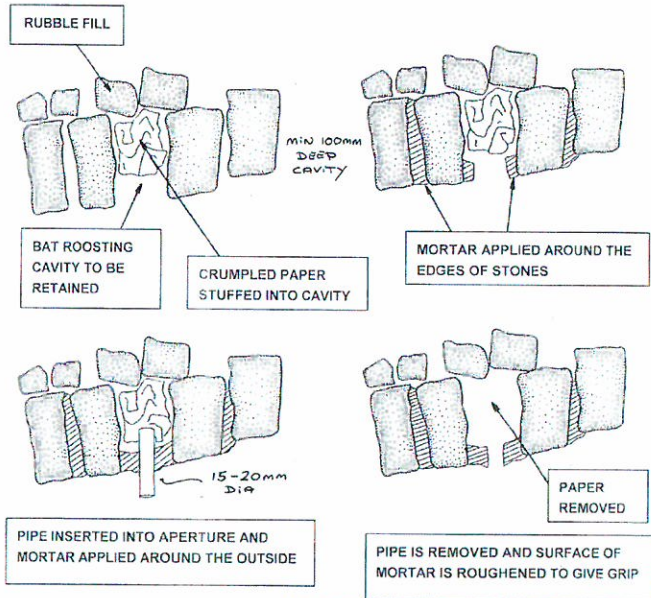 RUBBLE FILL
MIN 100MM
DEEP
CAVITY
BAT ROOSTING
CAVITY TO BE
RETAINED
CRUMPLED PAPER
STUFFED INTO CAVITY
MORTAR APPLIED AROUND THE
EDGES OF STONES
15-20MM
DIA
PIPE INSERTED INTO APERTURE AND
MORTAR APPLIED AROUND THE OUTSIDE
PAPER
REMOVED
PIPE IS REMOVED AND SURFACE OF
MORTAR IS ROUGHENED TO GIVE GRIP